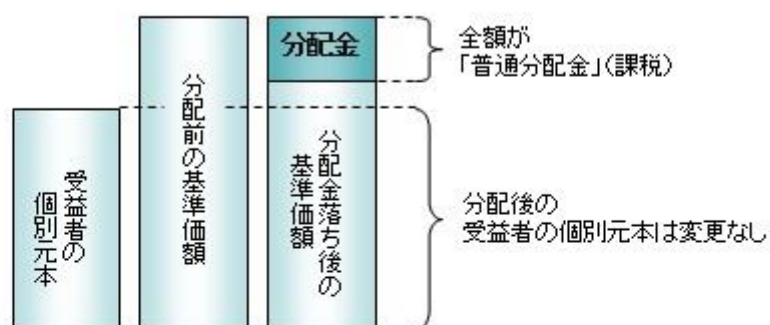 受益者の
個別元本
分配前の基準価額
分配金
分配金落ち後の
基準価額
全額が
「普通分配金」(課税)
分配後の
受益者の個別元本は変更なし